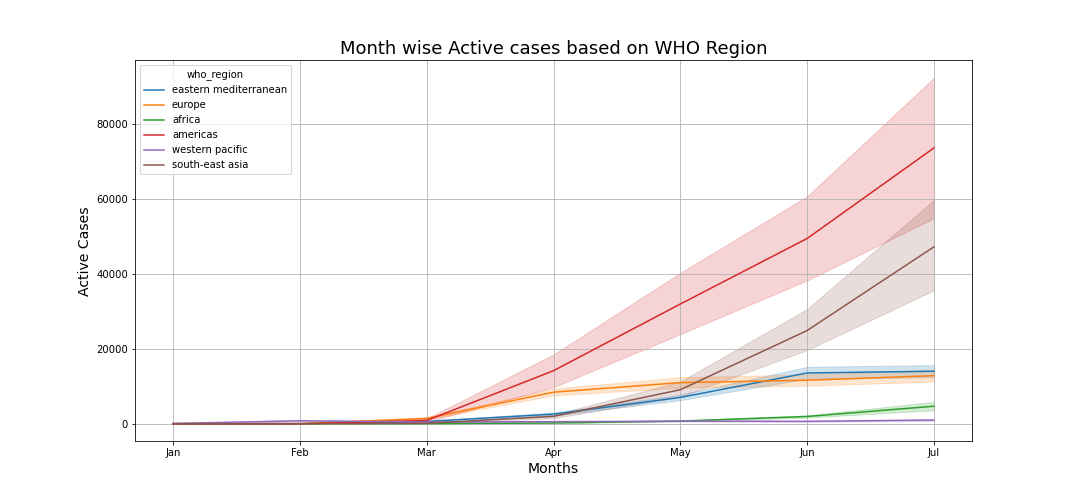 Month wise Active cases based on WHO Region
who_region
eastern mediterranean
europe
africa
americas
western pacific
south-east asia
Active Cases
80000
60000
40000
20000
0
Jan Feb Mar Apr May Jun Jul
Months